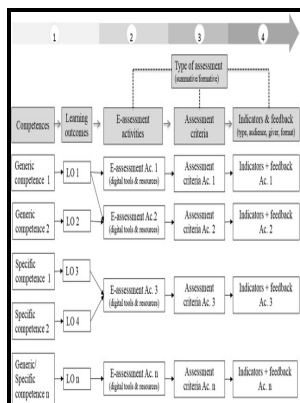 1 2 3 4
Type of assessment
(summative/formative)
Competences
Learning outcomes
E-assessment activities
Assessment criteria
Indicators & feedback
(type, audience, giver, format)
Generic competence 1
LO 1
E-assessment Ac. 1
(digital tools & resources)
Assessment criteria Ac. 1
Indicators + feedback Ac. 1
Generic competence 2
LO 2
E-assessment Ac.2
(digital tools & resources)
Assessment criteria Ac. 2
Indicators + feedback Ac. 2
Specific competence 1
LO 3
E-assessment Ac. 3
(digital tools & resources)
Assessment criteria Ac. 3
Indicators + feedback Ac. 3
Specific competence 2
LO 4
Generic/ Specific competence n
LO n
E-assessment Ac. n
(digital tools & resources)
Assessment criteria Ac. n
Indicators + feedback Ac. n